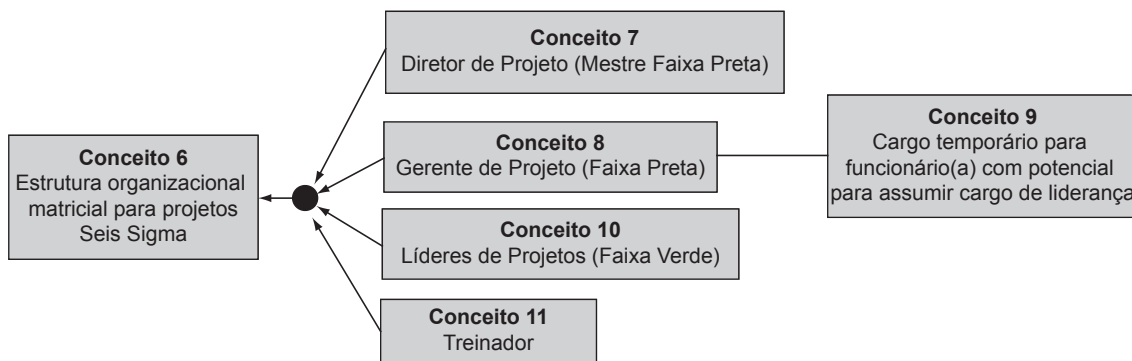 Conceito 7
Diretor de Projeto (Mestre Faixa Preta)
Conceito 6
Estrutura organizacional
matricial para projetos
Seis Sigma
Conceito 8
Gerente de Projeto (Faixa Preta)
Conceito 9
Cargo temporário para
funcionário(a) com potencial
para assumir cargo de liderança
Conceito 10
Líderes de Projetos (Faixa Verde)
Conceito 11
Treinador